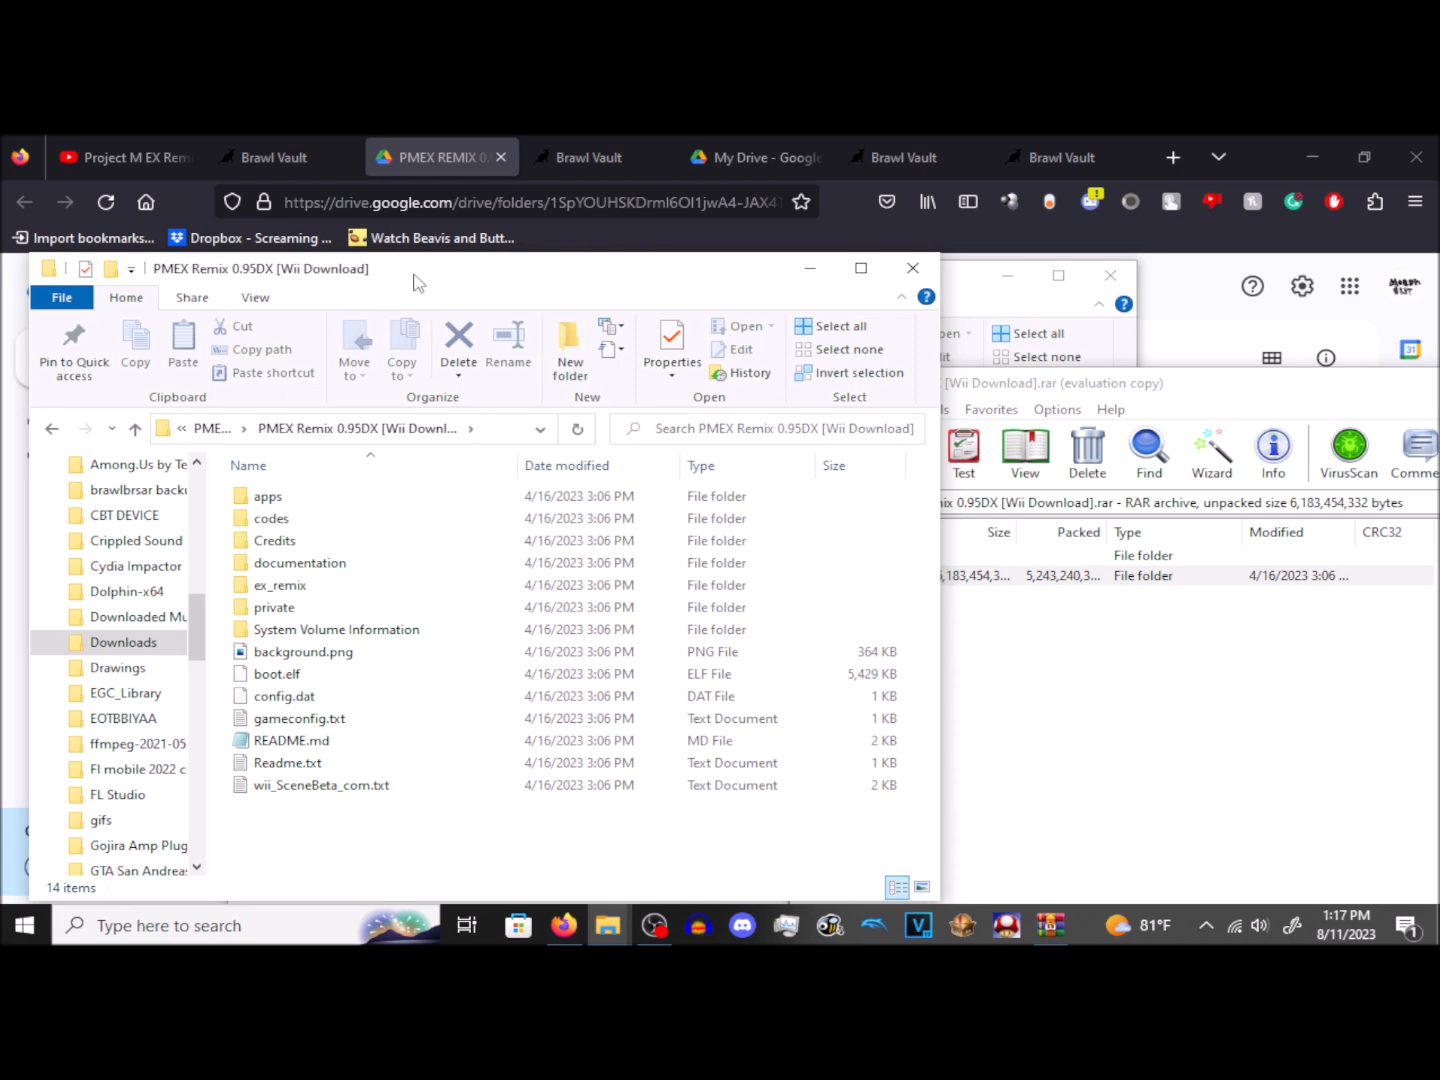 Project M EX Rem
Brawl Vault
PMEX REMIX 0.
Brawl Vault
My Drive - Google
Brawl Vault
Brawl Vault
https://drive.google.com/drive/folders/1SpYOUHSKDrmI6OI1jwA4-JAX4T
Import bookmarks...
Dropbox - Screaming ...
Watch Beavis and Butt...
PMEX Remix 0.95DX [Wii Download]
File
Home
Share
View
Pin to Quick access
Copy
Paste
Cut
Copy path
Paste shortcut
Move to
Copy to
Delete
Rename
New folder
Properties
Open
Edit
History
Select all
Select none
Invert selection
Clipboard
Organize
New
Open
Select
« PME... › PMEX Remix 0.95DX [Wii Downl... ›
Search PMEX Remix 0.95DX [Wii Download]
Among.Us by Te
brawlbrsar backu
CBT DEVICE
Crippled Sound
Cydia Impactor
Dolphin-x64
Downloaded Mu
Downloads
Drawings
EGC_Library
EOTBBIYAA
ffmpeg-2021-05
Fl mobile 2022 c
FL Studio
gifs
Gojira Amp Plug
GTA San Andreas
Name Date modified Type Size
apps 4/16/2023 3:06 PM File folder
codes 4/16/2023 3:06 PM File folder
Credits 4/16/2023 3:06 PM File folder
documentation 4/16/2023 3:06 PM File folder
ex_remix 4/16/2023 3:06 PM File folder
private 4/16/2023 3:06 PM File folder
System Volume Information 4/16/2023 3:06 PM File folder
background.png 4/16/2023 3:06 PM PNG File 364 KB
boot.elf 4/16/2023 3:06 PM ELF File 5,429 KB
config.dat 4/16/2023 3:06 PM DAT File 1 KB
gameconfig.txt 4/16/2023 3:06 PM Text Document 1 KB
README.md 4/16/2023 3:06 PM MD File 2 KB
Readme.txt 4/16/2023 3:06 PM Text Document 1 KB
wii_SceneBeta_com.txt 4/16/2023 3:06 PM Text Document 2 KB
14 items
pen
Select all
lit
Select none
31
[Wii Download].rar (evaluation copy)
ls Favorites Options Help
Test
View
Delete
Find
Wizard
Info
VirusScan
Comme
ix 0.95DX [Wii Download].rar - RAR archive, unpacked size 6,183,454,332 bytes
Size Packed Type Modified CRC32
File folder
,183,454,3... 5,243,240,3... File folder 4/16/2023 3:06 ...
Type here to search
81°F
1:17 PM
8/11/2023
1